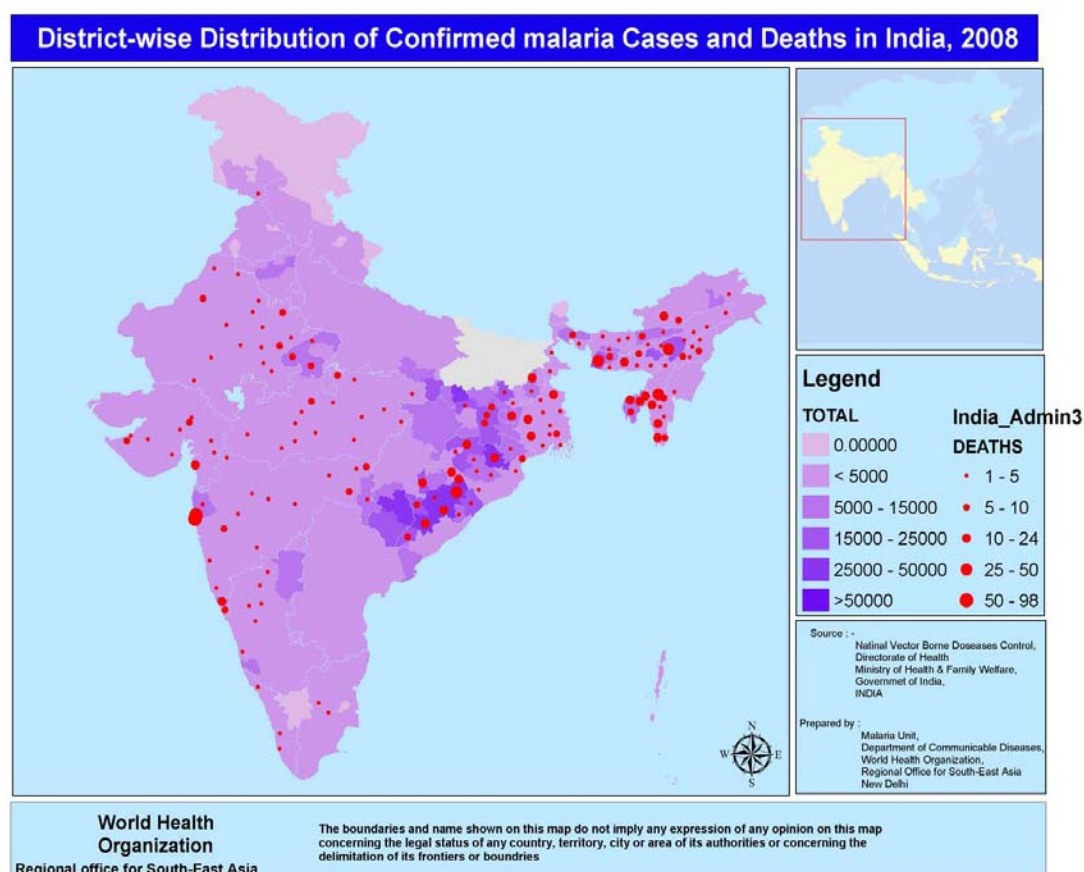 District-wise Distribution of Confirmed malaria Cases and Deaths in India, 2008
Legend
TOTAL
0.00000
< 5000
5000 - 15000
15000 - 25000
25000 - 50000
>50000
India_Admin3
DEATHS
1 - 5
5 - 10
10 - 24
25 - 50
50 - 98
Source : -
Natinal Vector Borne Doseases Control,
Directorate of Health
Ministry of Health & Family Welfare,
Governmet of India,
INDIA
Prepared by :
Malaria Unit,
Department of Communicable Diseases,
World Health Organization,
Regional Office for South-East Asia
New Delhi
N
W
E
S
World Health
Organization
Regional office for South-East Asia
The boundaries and name shown on this map do not imply any expression of any opinion on this map
concerning the legal status of any country, territory, city or area of its authorities or concerning the
delimitation of its frontiers or boundries